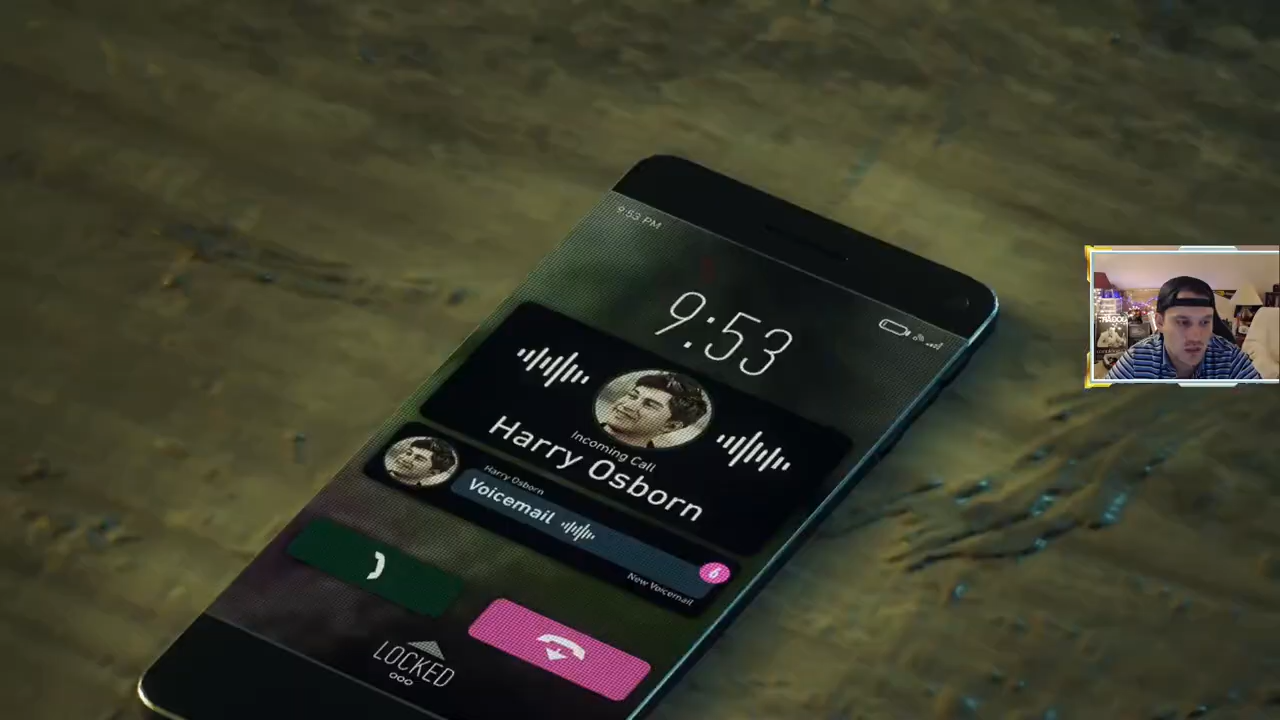 9:53 PM
9:53
Incoming Call
Harry Osborn
Harry Osborn
Voicemail
6
New Voicemail
LOCKED